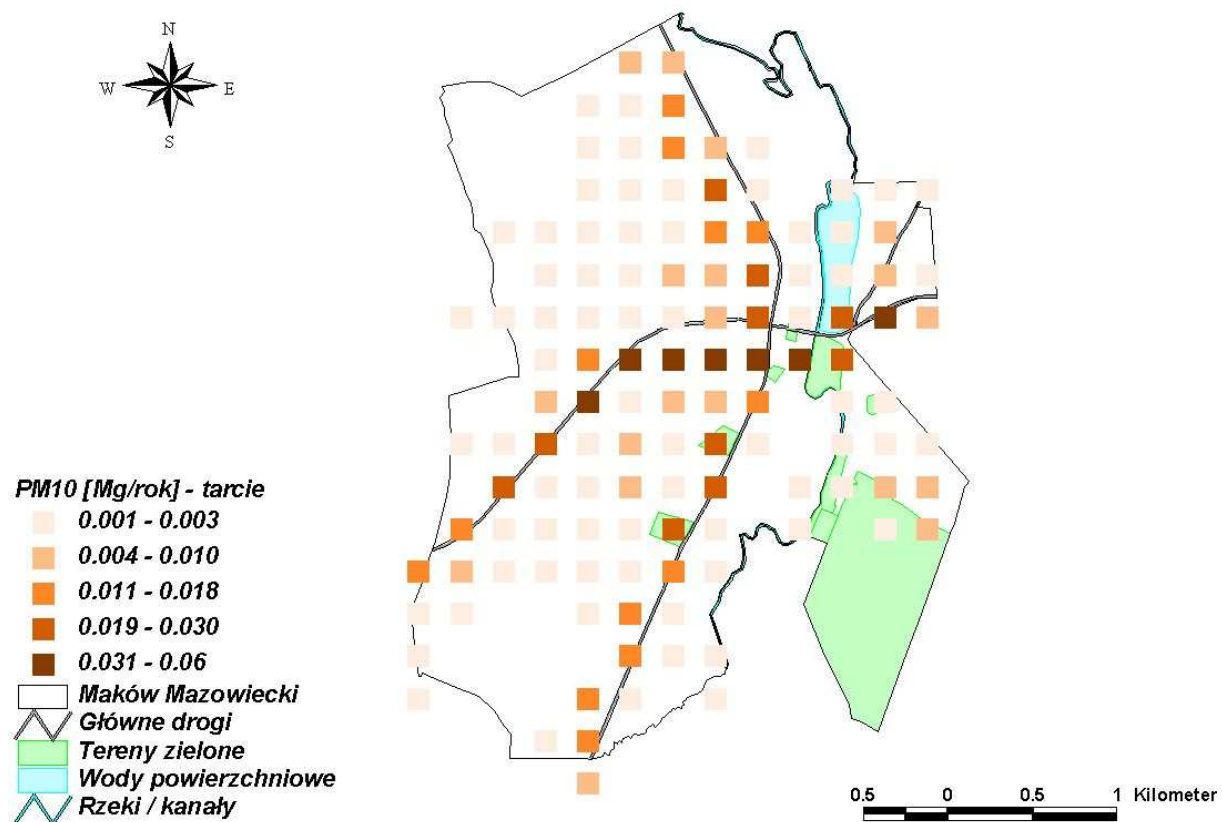 N
W E
S
PM10 [Mg/rok] - tarcie
0.001 - 0.003
0.004 - 0.010
0.011 - 0.018
0.019 - 0.030
0.031 - 0.06
Maków Mazowiecki
Główne drogi
Tereny zielone
Wody powierzchniowe
Rzeki / kanały
0.5 0 0.5 1 Kilometer